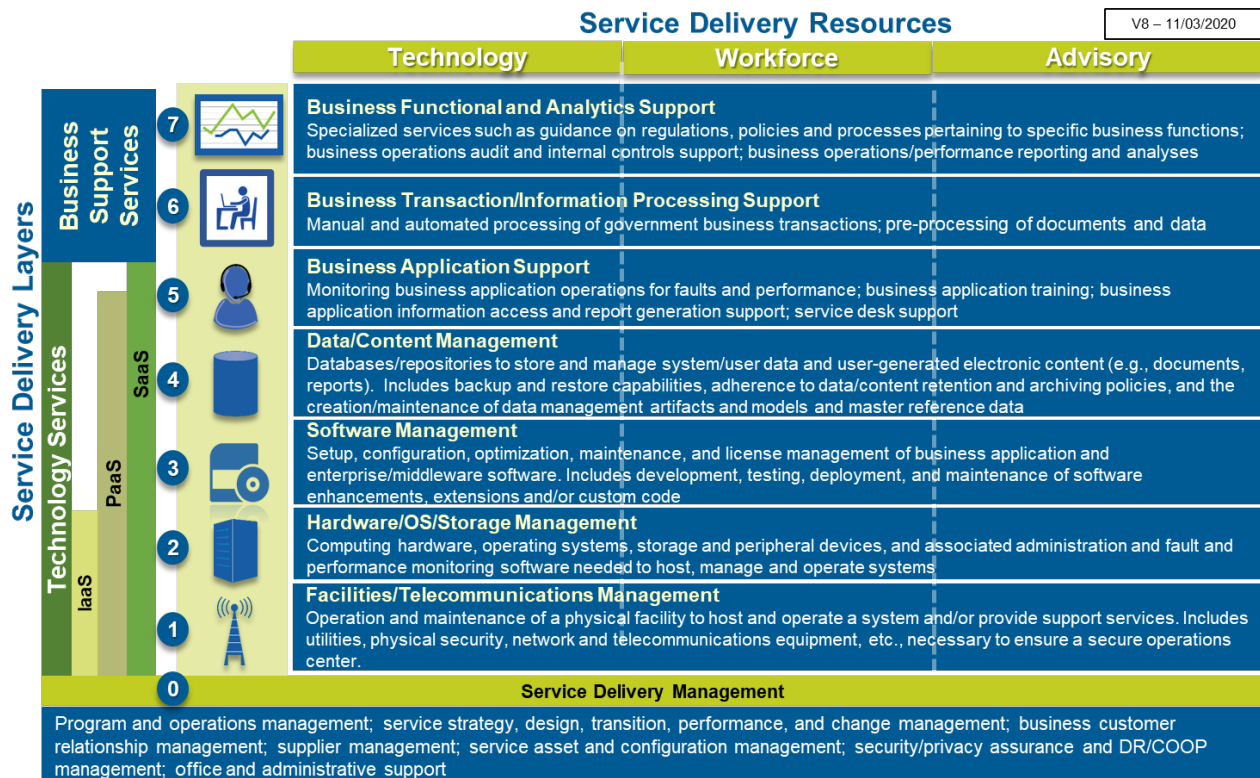 Service Delivery Resources
V8 – 11/03/2020
Technology
Workforce
Advisory
Service Delivery Layers
Business
Support
Services
Technology Services
IaaS
PaaS
SaaS
7
Business Functional and Analytics Support
Specialized services such as guidance on regulations, policies and processes pertaining to specific business functions;
business operations audit and internal controls support; business operations/performance reporting and analyses
6
Business Transaction/Information Processing Support
Manual and automated processing of government business transactions; pre-processing of documents and data
5
Business Application Support
Monitoring business application operations for faults and performance; business application training; business
application information access and report generation support; service desk support
4
Data/Content Management
Databases/repositories to store and manage system/user data and user-generated electronic content (e.g., documents,
reports). Includes backup and restore capabilities, adherence to data/content retention and archiving policies, and the
creation/maintenance of data management artifacts and models and master reference data
3
Software Management
Setup, configuration, optimization, maintenance, and license management of business application and
enterprise/middleware software. Includes development, testing, deployment, and maintenance of software
enhancements, extensions and/or custom code
2
Hardware/OS/Storage Management
Computing hardware, operating systems, storage and peripheral devices, and associated administration and fault and
performance monitoring software needed to host, manage and operate systems
1
Facilities/Telecommunications Management
Operation and maintenance of a physical facility to host and operate a system and/or provide support services. Includes
utilities, physical security, network and telecommunications equipment, etc., necessary to ensure a secure operations
center.
0
Service Delivery Management
Program and operations management; service strategy, design, transition, performance, and change management; business customer
relationship management; supplier management; service asset and configuration management; security/privacy assurance and DR/COOP
management; office and administrative support